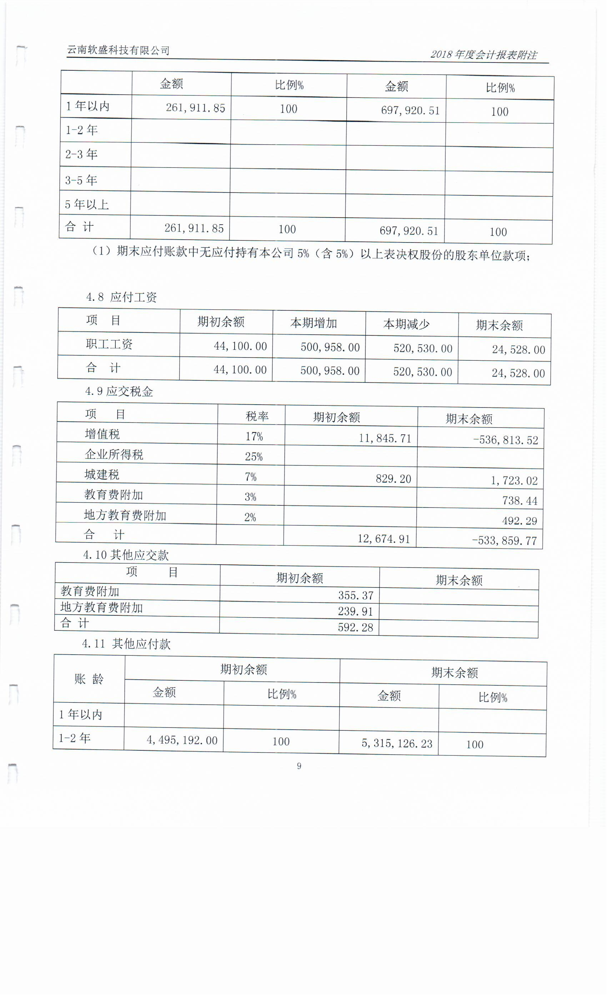 云南软盛科技有限公司 2018年度会计报表附注
金额 比例% 金额 比例%
1年以内 261,911.85 100 697,920.51 100
1-2年
2-3年
3-5年
5年以上
合 计 261,911.85 100 697,920.51 100
（1）期末应付账款中无应付持有本公司5%（含5%）以上表决权股份的股东单位款项；
4.8 应付工资
项 目 期初余额 本期增加 本期减少 期末余额
职工工资 44,100.00 500,958.00 520,530.00 24,528.00
合 计 44,100.00 500,958.00 520,530.00 24,528.00
4.9应交税金
项 目 税率 期初余额 期末余额
增值税 17% 11,845.71 -536,813.52
企业所得税 25%
城建税 7% 829.20 1,723.02
教育费附加 3% 738.44
地方教育费附加 2% 492.29
合 计 12,674.91 -533,859.77
4.10其他应交款
项 目 期初余额 期末余额
教育费附加 355.37
地方教育费附加 239.91
合 计 592.28
4.11 其他应付款
账 龄 期初余额 期末余额
金额 比例% 金额 比例%
1年以内
1-2年 4,495,192.00 100 5,315,126.23 100
9